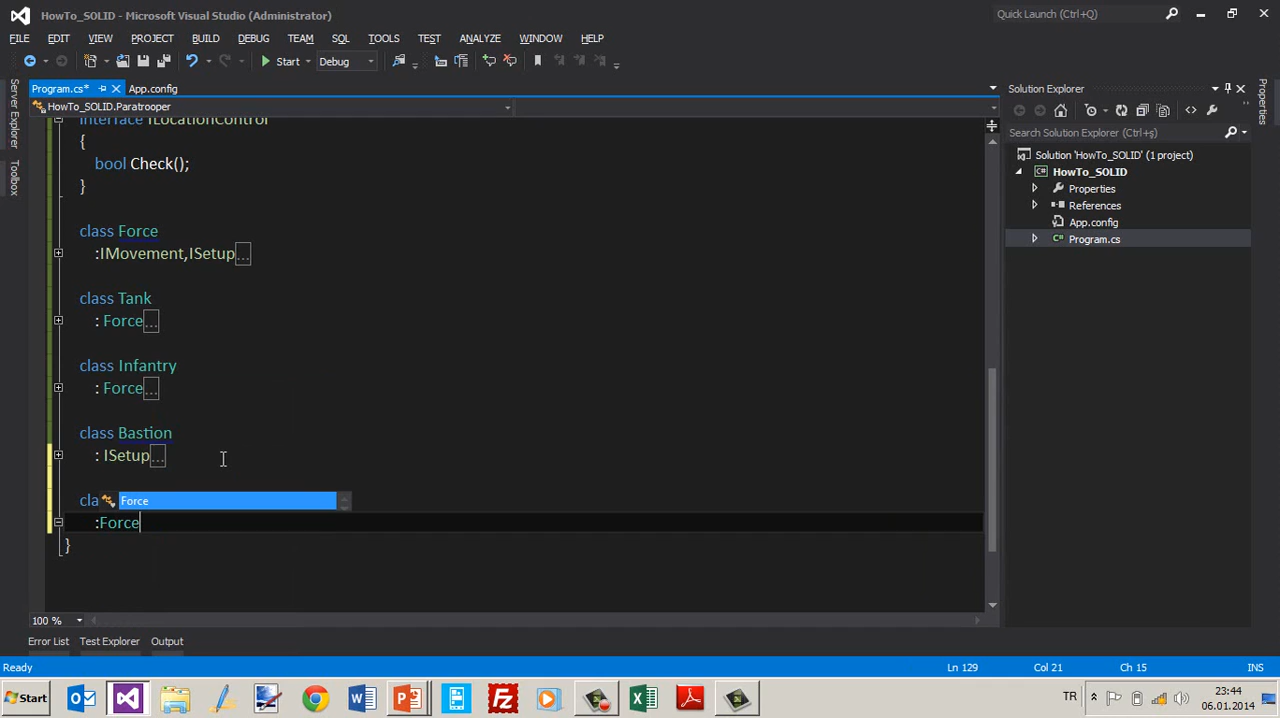 HowTo_SOLID - Microsoft Visual Studio (Administrator)
Quick Launch (Ctrl+Q)
FILE EDIT VIEW PROJECT BUILD DEBUG TEAM SQL TOOLS TEST ANALYZE WINDOW HELP
Start Debug
Program.cs* App.config
HowTo_SOLID.Paratrooper
Server Explorer
Toolbox
interface ILocationControl
{
bool Check();
}
class Force
:IMovement,ISetup...
class Tank
: Force...
class Infantry
: Force...
class Bastion
: ISetup...
cla
Force
:Force
}
100 %
Solution Explorer
Search Solution Explorer (Ctrl+ş)
Solution 'HowTo_SOLID' (1 project)
HowTo_SOLID
Properties
References
App.config
Program.cs
Properties
Error List Test Explorer Output
Ready Ln 129 Col 21 Ch 15 INS
Start
TR
23:44
06.01.2014